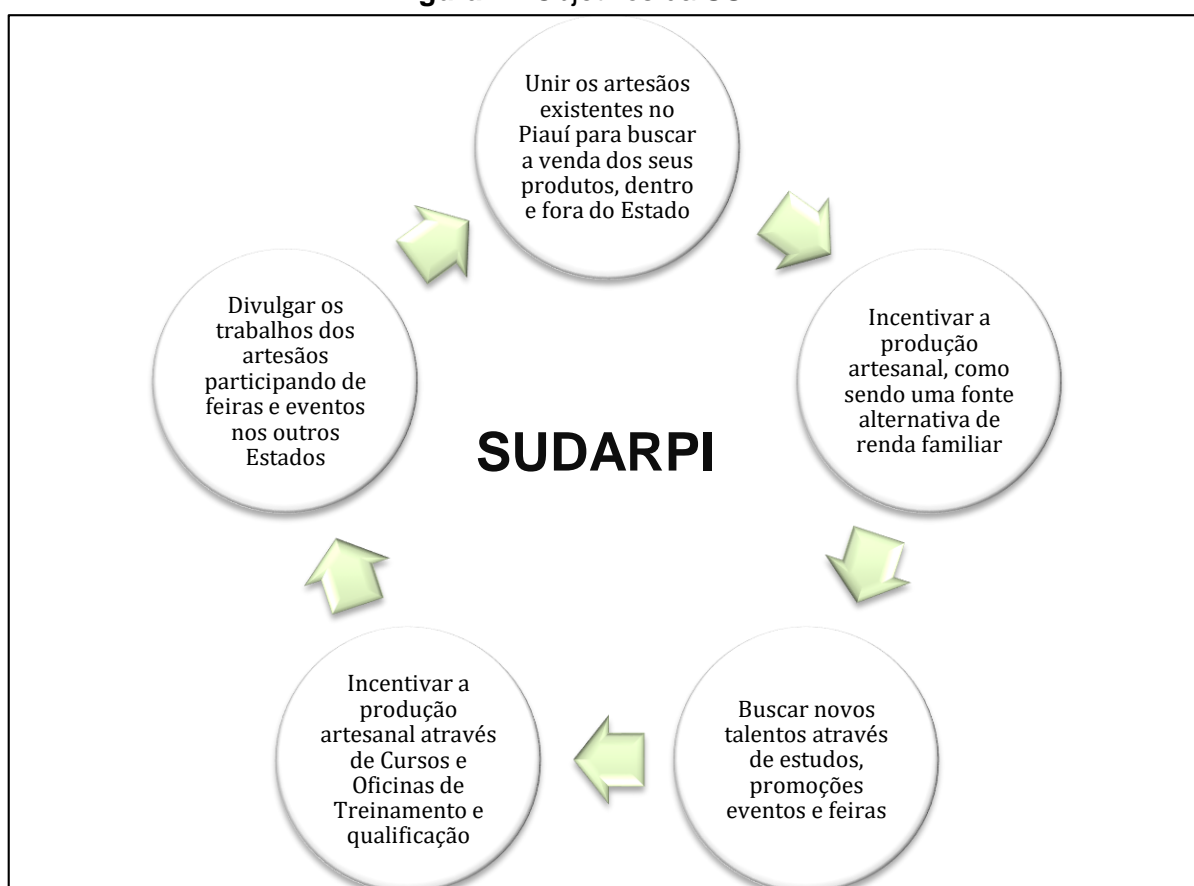 Unir os artesãos
existentes no
Piauí para buscar
a venda dos seus
produtos, dentro
e fora do Estado
Incentivar a
produção
artesanal, como
sendo uma fonte
alternativa de
renda familiar
Buscar novos
talentos através
de estudos,
promoções
eventos e feiras
Incentivar a
produção
artesanal através
de Cursos e
Oficinas de
Treinamento e
qualificação
Divulgar os
trabalhos dos
artesãos
participando de
feiras e eventos
nos outros
Estados
SUDARPI